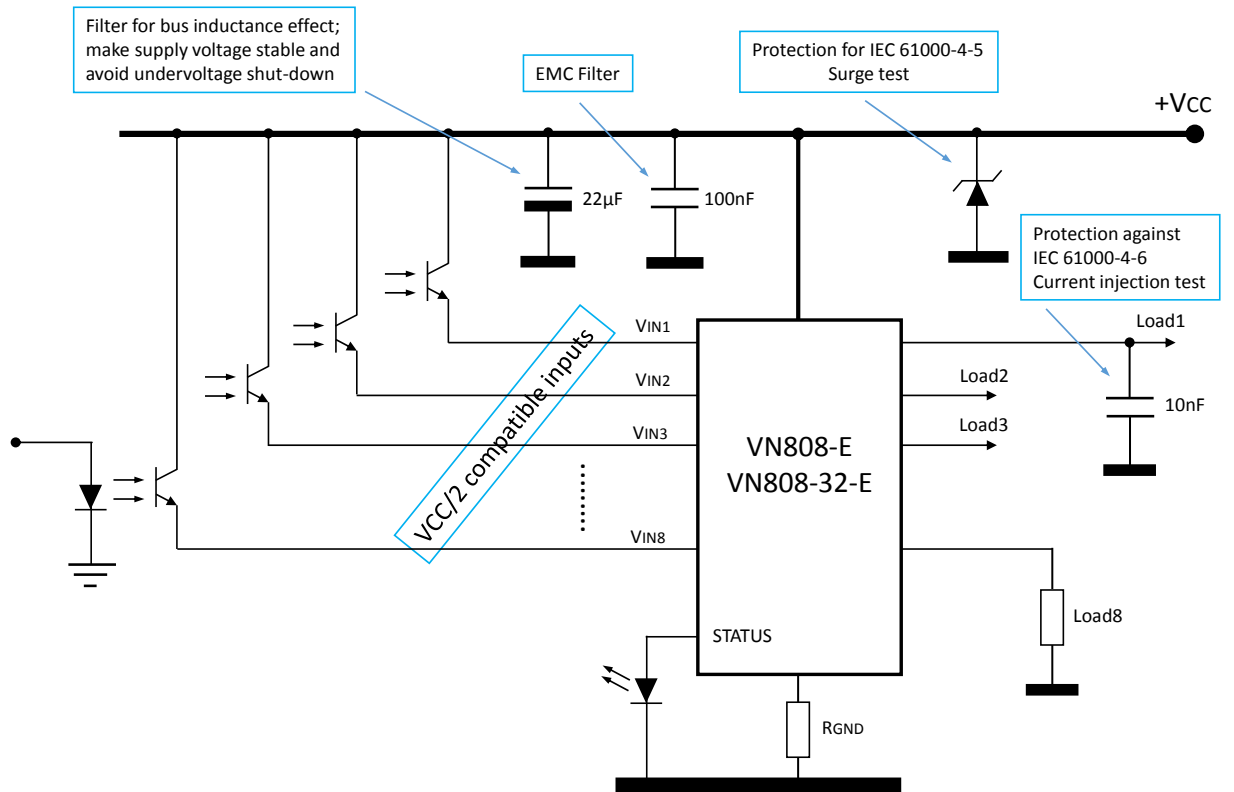 Filter for bus inductance effect;
make supply voltage stable and
avoid undervoltage shut-down
EMC Filter
Protection for IEC 61000-4-5
Surge test
+VCC
22µF
100nF
Protection against
IEC 61000-4-6
Current injection test
VIN1
Load1
VIN2
Load2
10nF
VIN3
Load3
VCC/2 compatible inputs
VN808-E
VN808-32-E
VIN8
Load8
STATUS
RGND